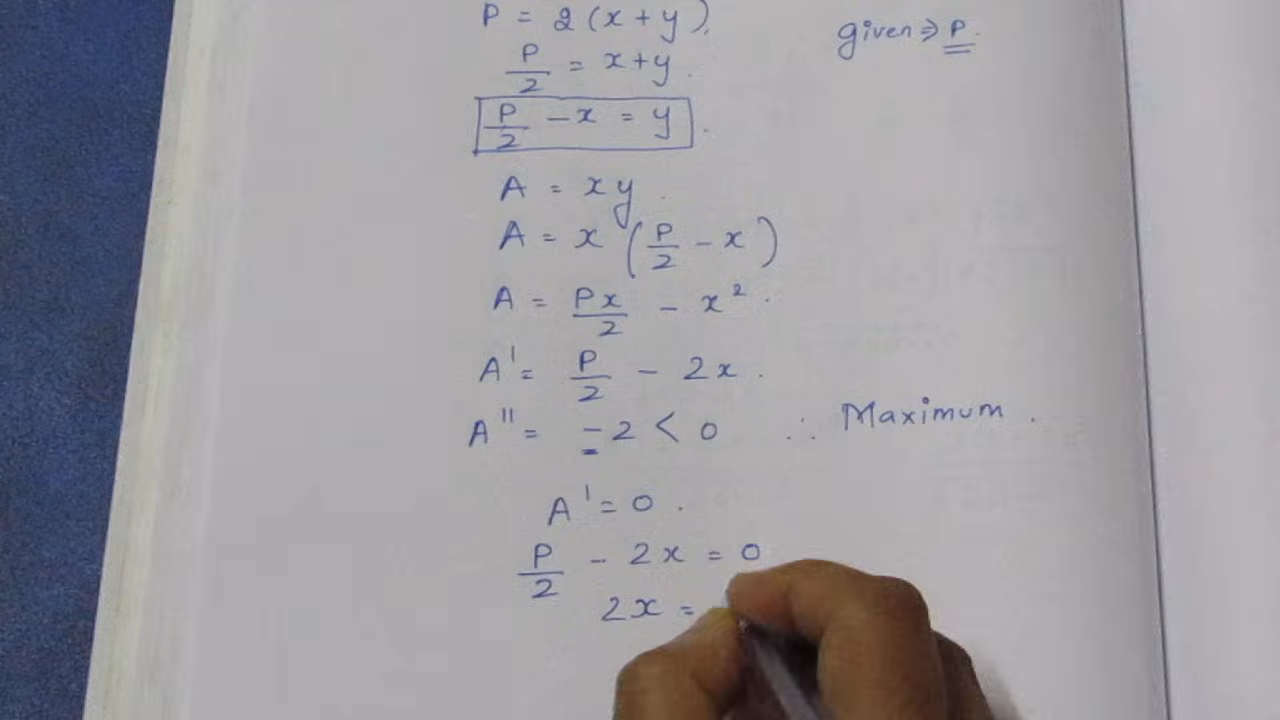 P = 2 (x + y).
given ⇒ P.
P/2 = x+y.
P/2 - x = y.
A = xy.
A = x (P/2 - x)
A = Px/2 - x².
A' = P/2 - 2x.
A'' = -2 < 0 ∴ Maximum.
A' = 0.
P/2 - 2x = 0
2x =